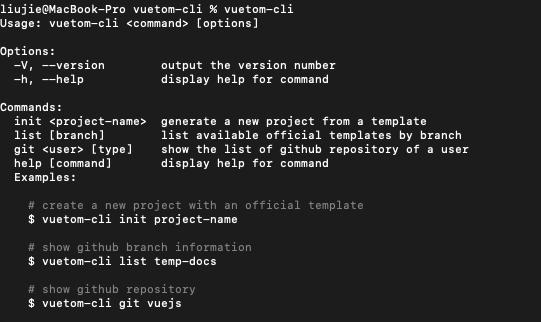 liujie@MacBook-Pro vuetom-cli % vuetom-cli
Usage: vuetom-cli <command> [options]

Options:
  -V, --version        output the version number
  -h, --help           display help for command

Commands:
  init <project-name>  generate a new project from a template
  list [branch]        list available official templates by branch
  git <user> [type]    show the list of github repository of a user
  help [command]       display help for command
  Examples:

    # create a new project with an official template
    $ vuetom-cli init project-name

    # show github branch information
    $ vuetom-cli list temp-docs

    # show github repository
    $ vuetom-cli git vuejs